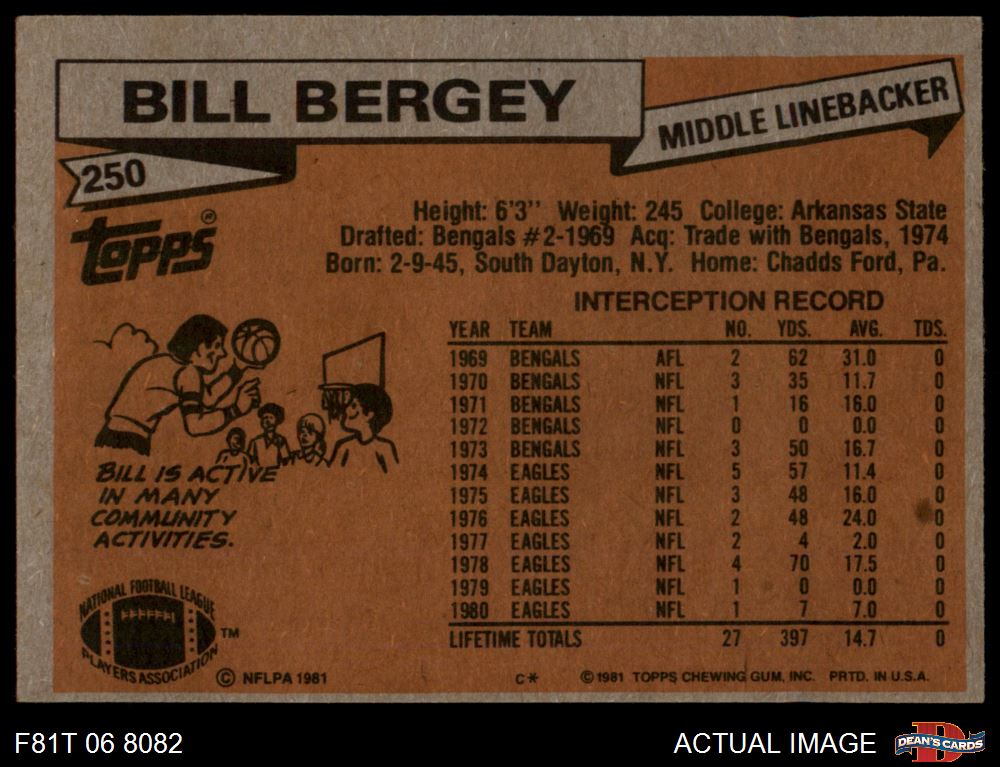 BILL BERGEY
MIDDLE LINEBACKER
250
Topps®
Height: 6'3" Weight: 245 College: Arkansas State
Drafted: Bengals #2-1969 Acq: Trade with Bengals, 1974
Born: 2-9-45, South Dayton, N.Y. Home: Chadds Ford, Pa.
INTERCEPTION RECORD
YEAR TEAM NO. YDS. AVG. TDS.
1969 BENGALS AFL 2 62 31.0 0
1970 BENGALS NFL 3 35 11.7 0
1971 BENGALS NFL 1 16 16.0 0
1972 BENGALS NFL 0 0 0.0 0
1973 BENGALS NFL 3 50 16.7 0
1974 EAGLES NFL 5 57 11.4 0
1975 EAGLES NFL 3 48 16.0 0
1976 EAGLES NFL 2 48 24.0 0
1977 EAGLES NFL 2 4 2.0 0
1978 EAGLES NFL 4 70 17.5 0
1979 EAGLES NFL 1 0 0.0 0
1980 EAGLES NFL 1 7 7.0 0
LIFETIME TOTALS 27 397 14.7 0
BILL IS ACTIVE
IN MANY
COMMUNITY
ACTIVITIES.
NATIONAL FOOTBALL LEAGUE
PLAYERS ASSOCIATION
TM
© NFLPA 1981
C*
© 1981 TOPPS CHEWING GUM, INC. PRTD. IN U.S.A.
F81T 06 8082
ACTUAL IMAGE
D
DEAN'S CARDS